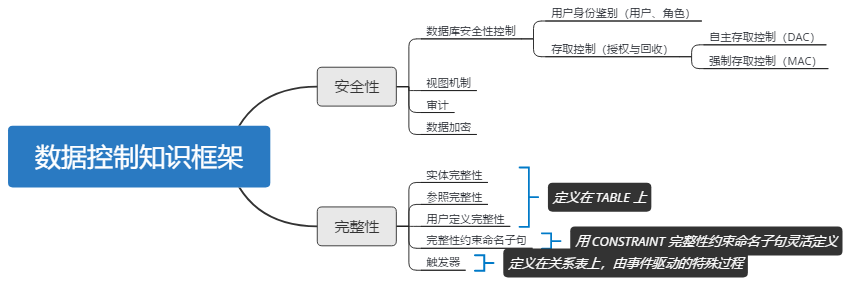 数据控制知识框架
安全性
数据库安全性控制
用户身份鉴别（用户、角色）
存取控制（授权与回收）
自主存取控制（DAC）
强制存取控制（MAC）
视图机制
审计
数据加密
完整性
实体完整性
参照完整性
用户定义完整性
定义在 TABLE 上
完整性约束命名子句
用 CONSTRAINT 完整性约束命名子句灵活定义
触发器
定义在关系表上，由事件驱动的特殊过程